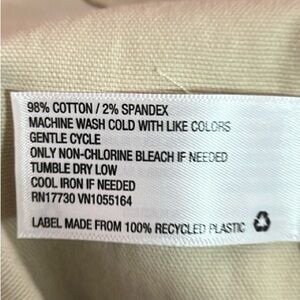 98% COTTON / 2% SPANDEX
MACHINE WASH COLD WITH LIKE COLORS
GENTLE CYCLE
ONLY NON-CHLORINE BLEACH IF NEEDED
TUMBLE DRY LOW
COOL IRON IF NEEDED
RN17730 VN1055164
LABEL MADE FROM 100% RECYCLED PLASTIC